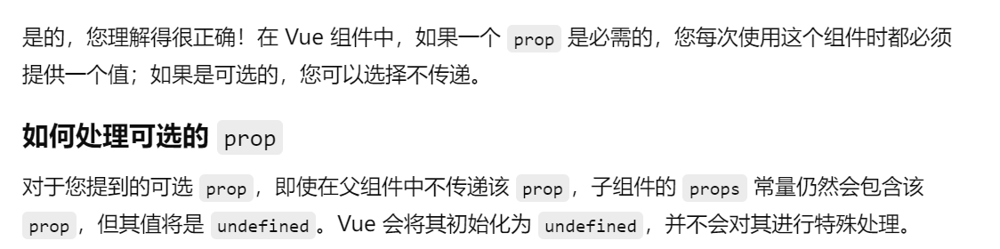 是的，您理解得很正确！在 Vue 组件中，如果一个 prop 是必需的，您每次使用这个组件时都必须
提供一个值；如果是可选的，您可以选择不传递。
如何处理可选的 prop
对于您提到的可选 prop，即使在父组件中不传递该 prop，子组件的 props 常量仍然会包含该
prop，但其值将是 undefined。Vue 会将其初始化为 undefined，并不会对其进行特殊处理。